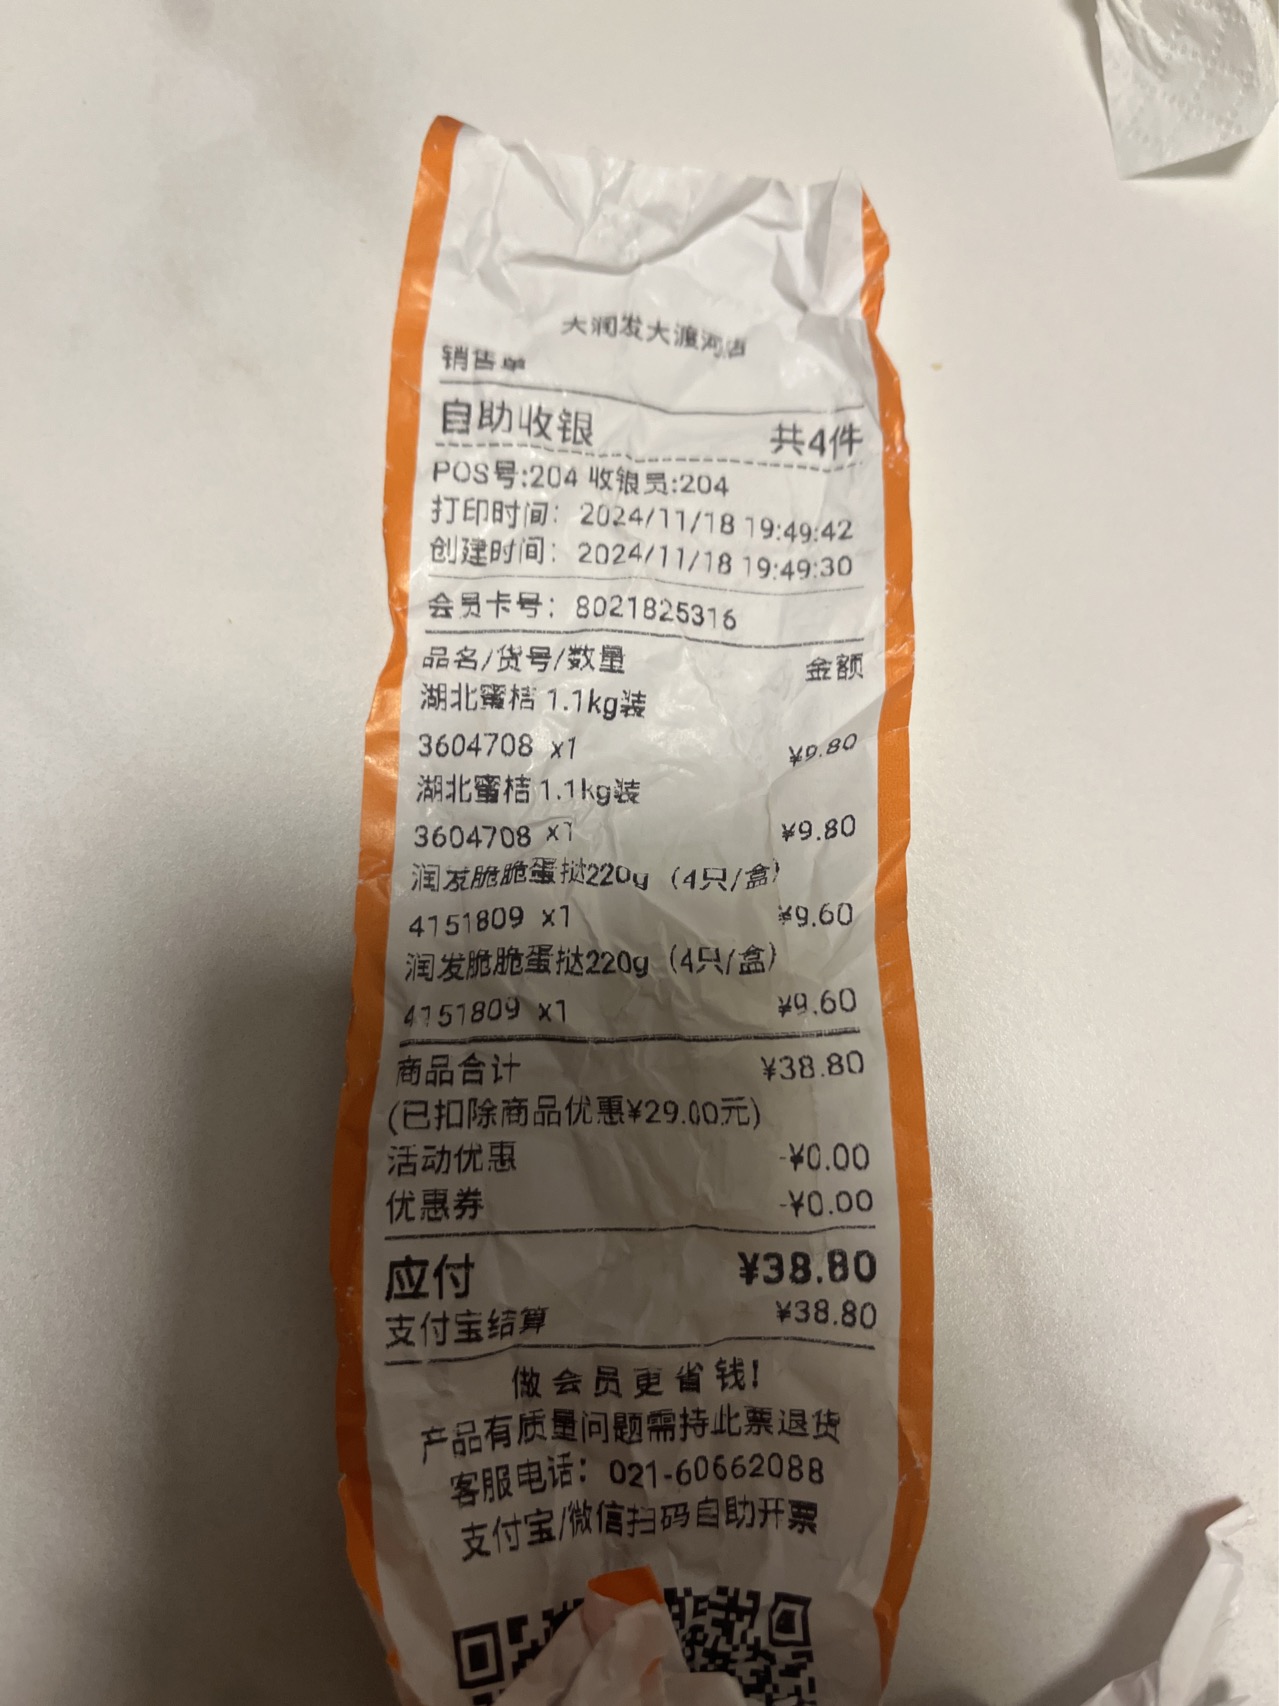 大润发大渡河店
销售单
自助收银 共4件
POS号:204 收银员:204
打印时间: 2024/11/18 19:49:42
创建时间: 2024/11/18 19:49:30
会员卡号: 8021825316
品名/货号/数量 金额
湖北蜜桔 1.1kg装
3604708 x1 ¥9.80
湖北蜜桔 1.1kg装
3604708 x1 ¥9.80
润发脆脆蛋挞220g (4只/盒)
4151809 x1 ¥9.60
润发脆脆蛋挞220g (4只/盒)
4151809 x1 ¥9.60
商品合计 ¥38.80
(已扣除商品优惠¥29.00元)
活动优惠 -¥0.00
优惠券 -¥0.00
应付 ¥38.80
支付宝结算 ¥38.80
做会员更省钱!
产品有质量问题需持此票退货
客服电话: 021-60662088
支付宝/微信扫码自助开票